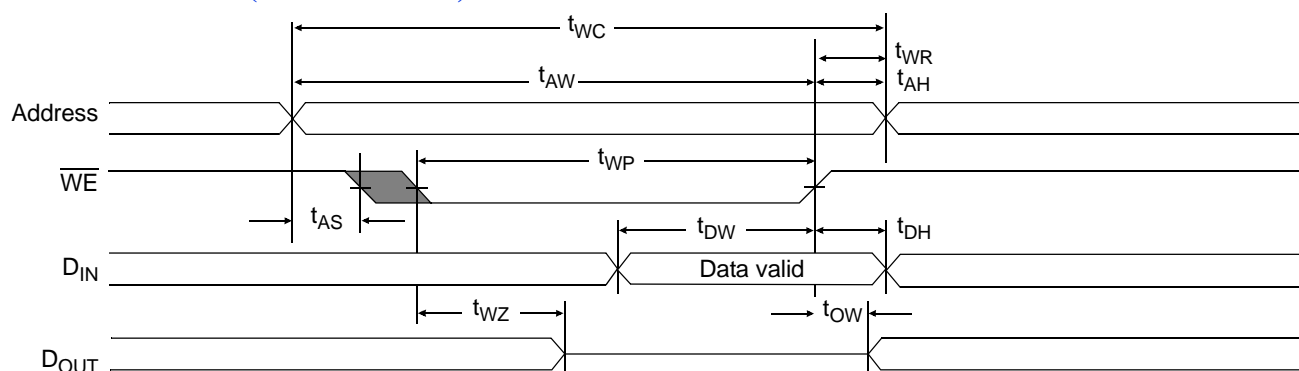 tWC
tWR
tAW
tAH
Address
WE
tWP
tAS
tDW
tDH
DIN
Data valid
tWZ
tOW
DOUT